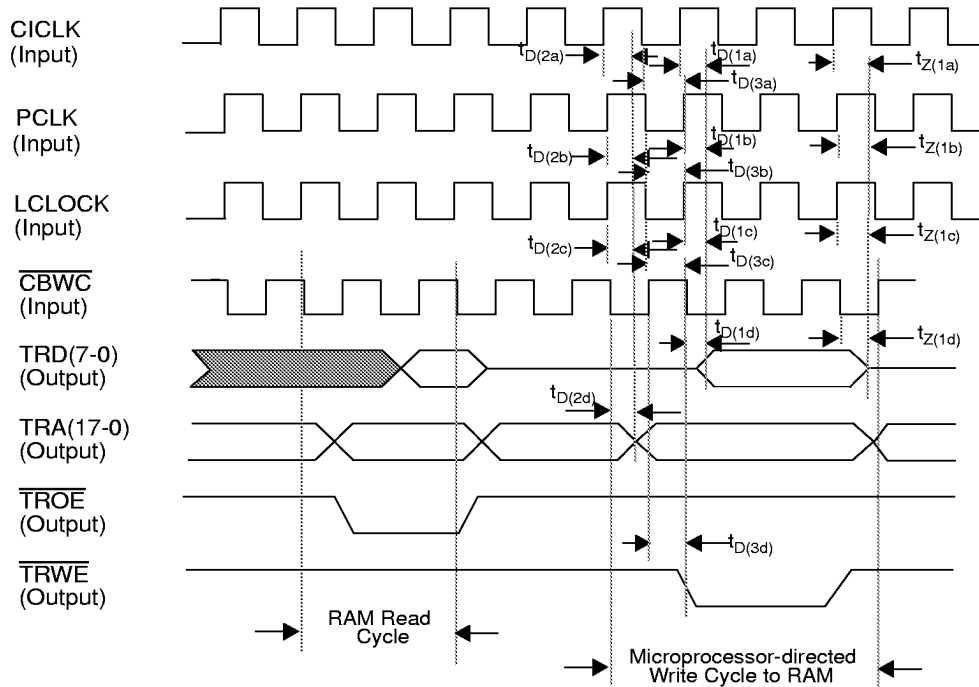 CICLK
(Input)
tD(2a)
tD(1a)
tZ(1a)
tD(3a)
PCLK
(Input)
tD(2b)
tD(1b)
tZ(1b)
tD(3b)
LCLOCK
(Input)
tD(2c)
tD(1c)
tZ(1c)
tD(3c)
CBWC
(Input)
tD(1d)
tZ(1d)
TRD(7-0)
(Output)
tD(2d)
TRA(17-0)
(Output)
TROE
(Output)
tD(3d)
TRWE
(Output)
RAM Read
Cycle
Microprocessor-directed
Write Cycle to RAM